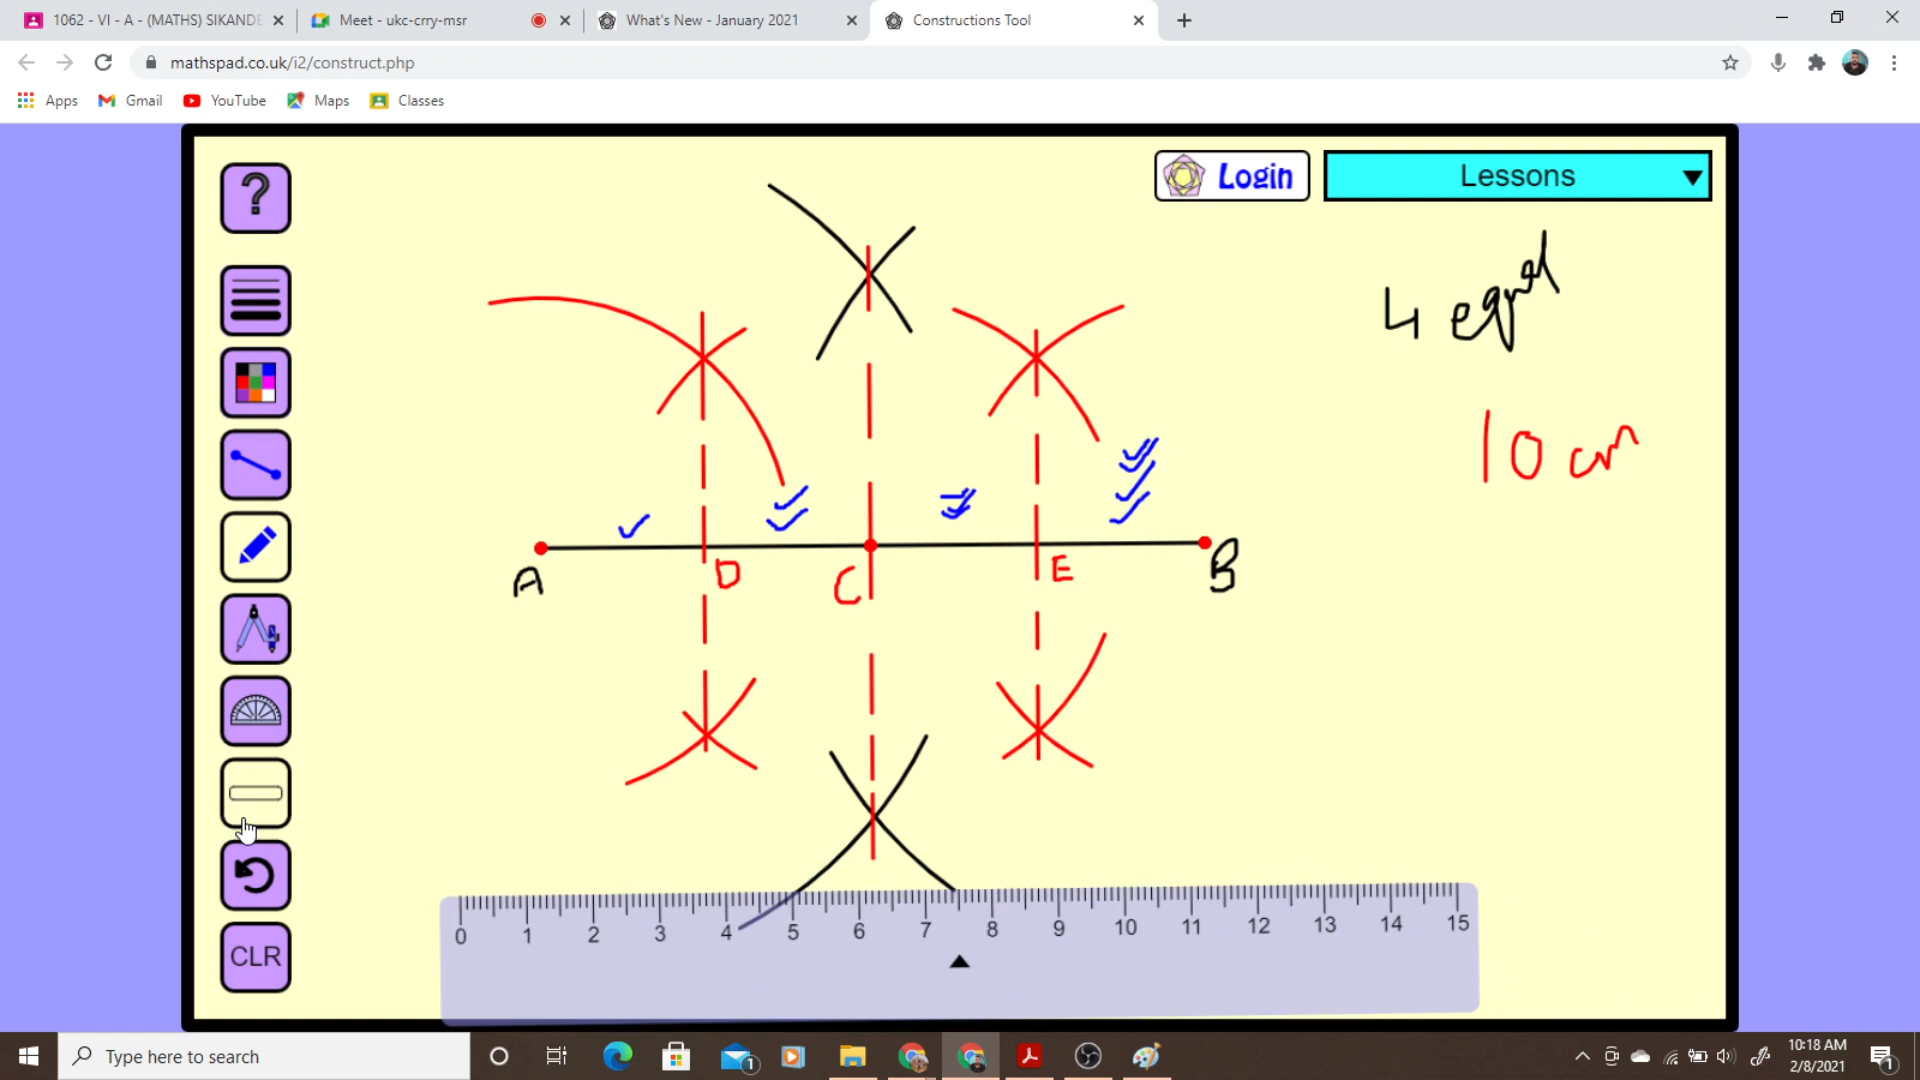 1062 - VI - A - (MATHS) SIKANDE
Meet - ukc-crry-msr
What's New - January 2021
Constructions Tool
mathspad.co.uk/i2/construct.php
Apps
Gmail
YouTube
Maps
Classes
?
Login
Lessons
4 equal
10 cm
A
D
C
E
B
0 1 2 3 4 5 6 7 8 9 10 11 12 13 14 15
CLR
Type here to search
1
10:18 AM
2/8/2021
1